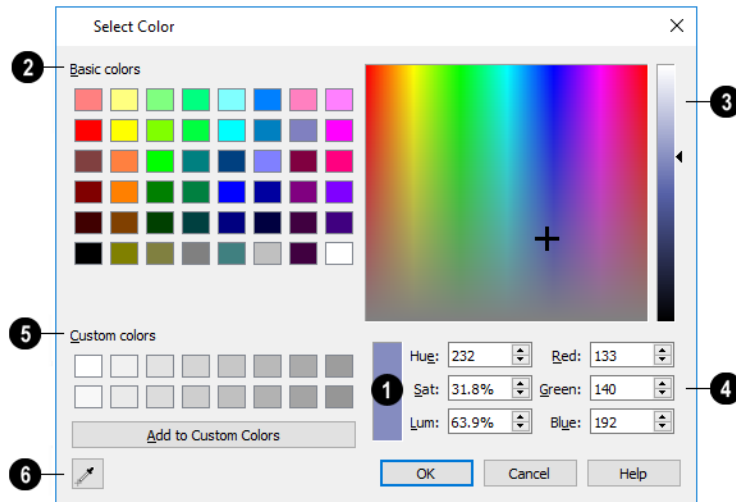 Select Color
2
Basic colors
3
5
Custom colors
1
Hue: 232
Red: 133
Sat: 31.8%
Green: 140
4
Lum: 63.9%
Blue: 192
Add to Custom Colors
6
OK
Cancel
Help